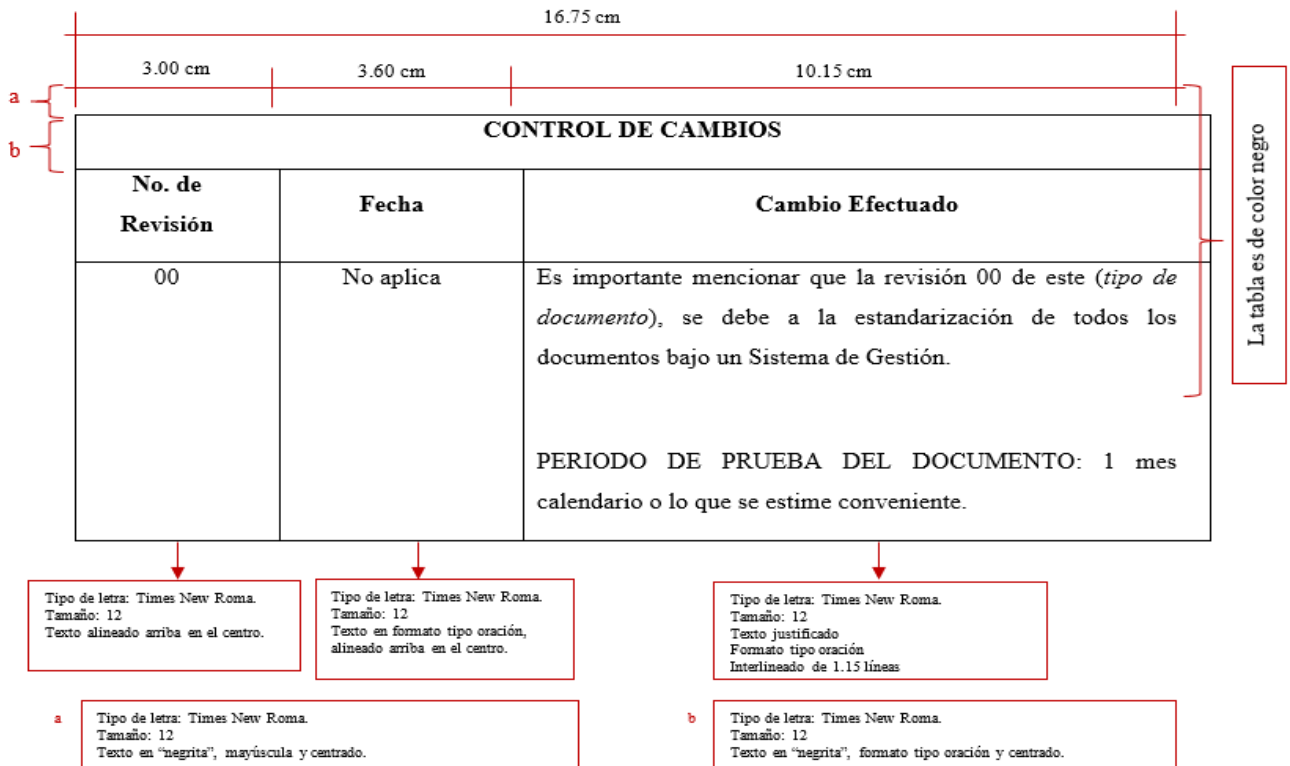 16.75 cm
3.00 cm 3.60 cm 10.15 cm
a
b
CONTROL DE CAMBIOS
No. de
Revisión
Fecha
Cambio Efectuado
00
No aplica
Es importante mencionar que la revisión 00 de este (tipo de
documento), se debe a la estandarización de todos los
documentos bajo un Sistema de Gestión.
PERIODO DE PRUEBA DEL DOCUMENTO: 1 mes
calendario o lo que se estime conveniente.
La tabla es de color negro
Tipo de letra: Times New Roma.
Tamaño: 12
Texto alineado arriba en el centro.
Tipo de letra: Times New Roma.
Tamaño: 12
Texto en formato tipo oración,
alineado arriba en el centro.
Tipo de letra: Times New Roma.
Tamaño: 12
Texto justificado
Formato tipo oración
Interlineado de 1.15 líneas
a
Tipo de letra: Times New Roma.
Tamaño: 12
Texto en “negrita”, mayúscula y centrado.
b
Tipo de letra: Times New Roma.
Tamaño: 12
Texto en “negrita”, formato tipo oración y centrado.